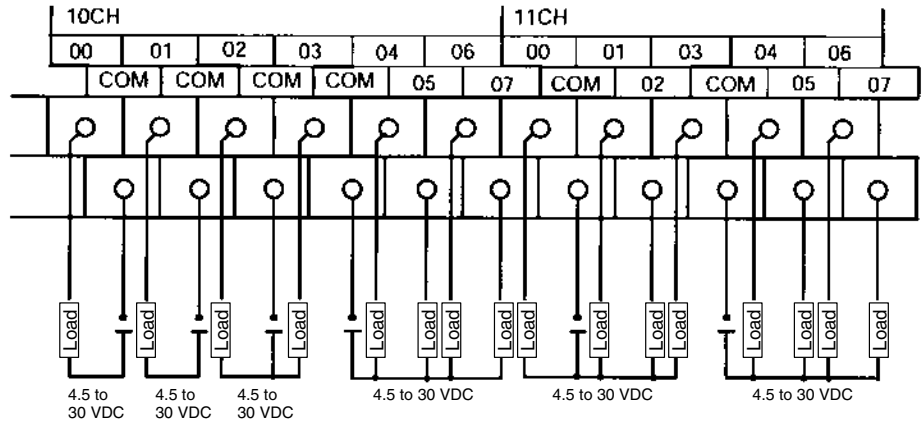 10CH 11CH
00 01 02 03 04 06 00 01 03 04 06
COM COM COM COM 05 07 COM 02 COM 05 07
Load Load Load Load Load Load Load Load Load Load Load Load Load Load Load Load
4.5 to 30 VDC
4.5 to 30 VDC
4.5 to 30 VDC
4.5 to 30 VDC 4.5 to 30 VDC 4.5 to 30 VDC